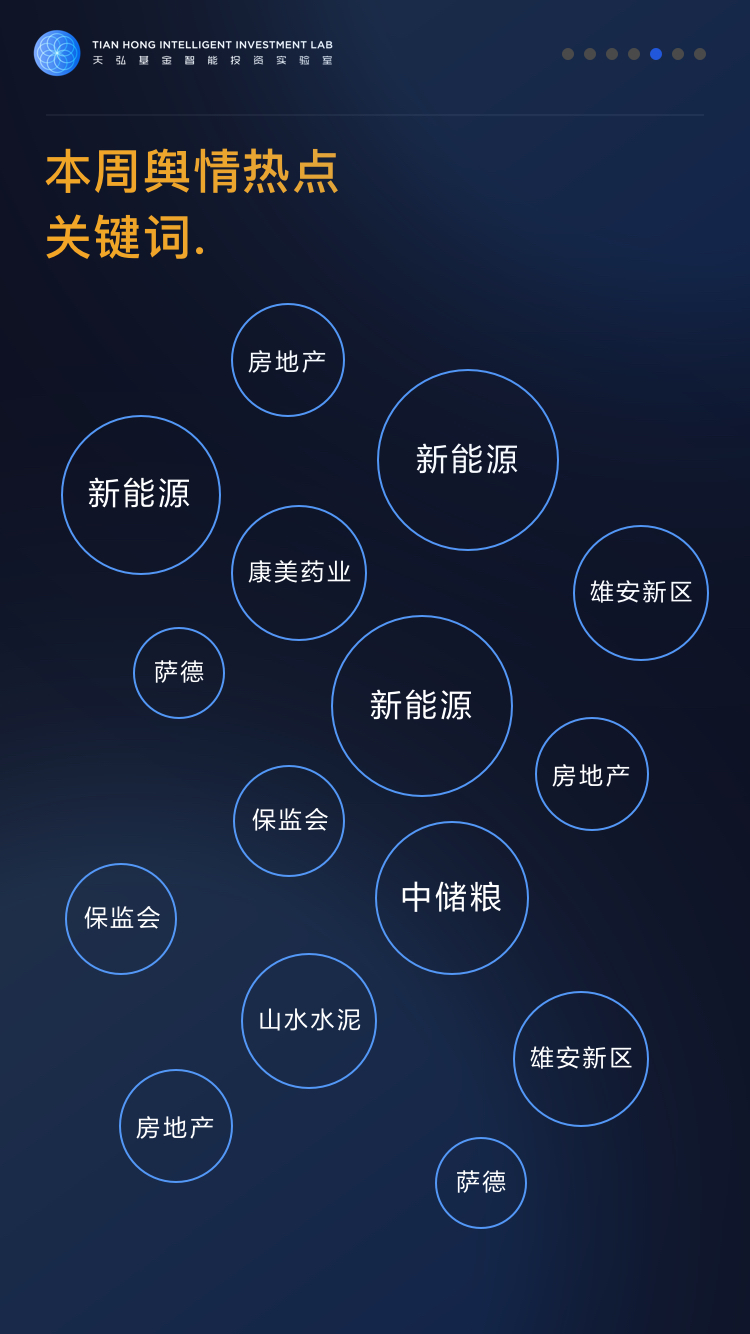 TIAN HONG INTELLIGENT INVESTMENT LAB
天弘基金智能投资实验室
本周舆情热点
关键词.
房地产
新能源
新能源
康美药业
雄安新区
萨德
新能源
房地产
保监会
中储粮
保监会
山水水泥
雄安新区
房地产
萨德